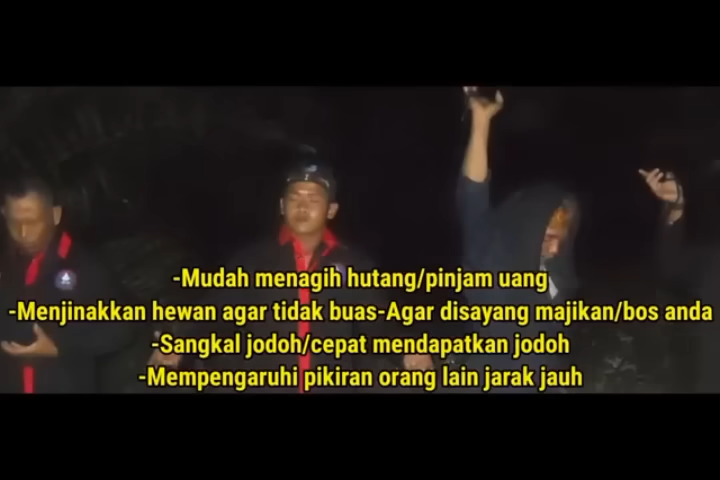 -Mudah menagih hutang/pinjam uang
-Menjinakkan hewan agar tidak buas-Agar disayang majikan/bos anda
-Sangkal jodoh/cepat mendapatkan jodoh
-Mempengaruhi pikiran orang lain jarak jauh